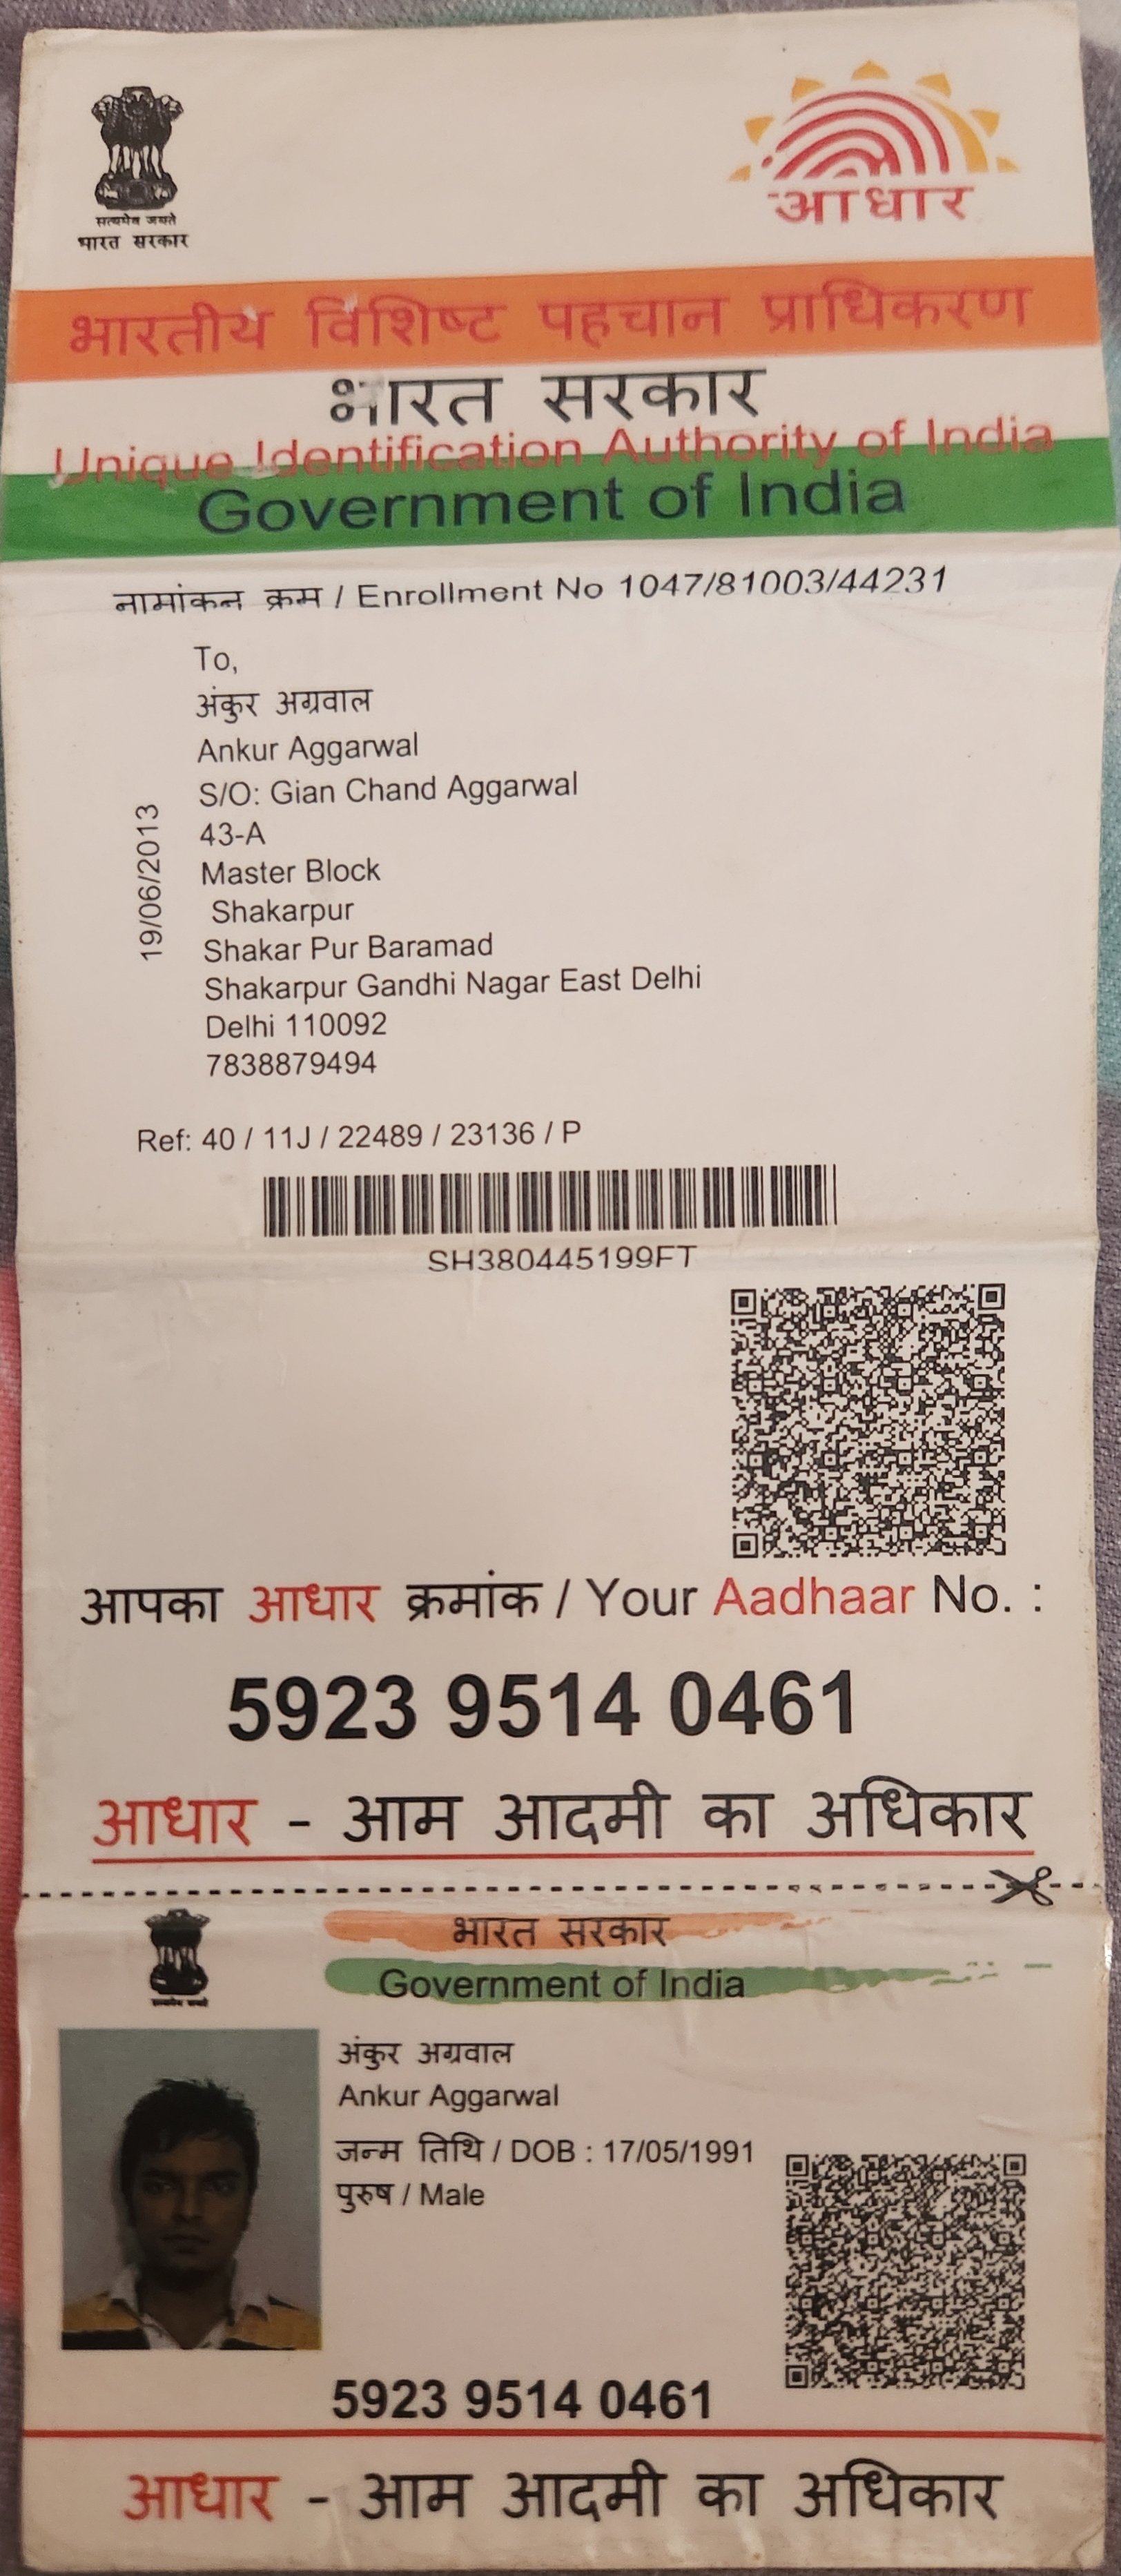 सत्यमेव जयते
भारत सरकार
आधार
भारतीय विशिष्ट पहचान प्राधिकरण
भारत सरकार
Unique Identification Authority of India
Government of India
नामांकन क्रम / Enrollment No 1047/81003/44231
To,
अंकुर अग्रवाल
Ankur Aggarwal
S/O: Gian Chand Aggarwal
43-A
Master Block
Shakarpur
Shakar Pur Baramad
Shakarpur Gandhi Nagar East Delhi
Delhi 110092
7838879494
19/06/2013
Ref: 40 / 11J / 22489 / 23136 / P
SH380445199FT
आपका आधार क्रमांक / Your Aadhaar No. :
5923 9514 0461
आधार - आम आदमी का अधिकार
भारत सरकार
Government of India
अंकुर अग्रवाल
Ankur Aggarwal
जन्म तिथि / DOB : 17/05/1991
पुरुष / Male
5923 9514 0461
आधार - आम आदमी का अधिकार